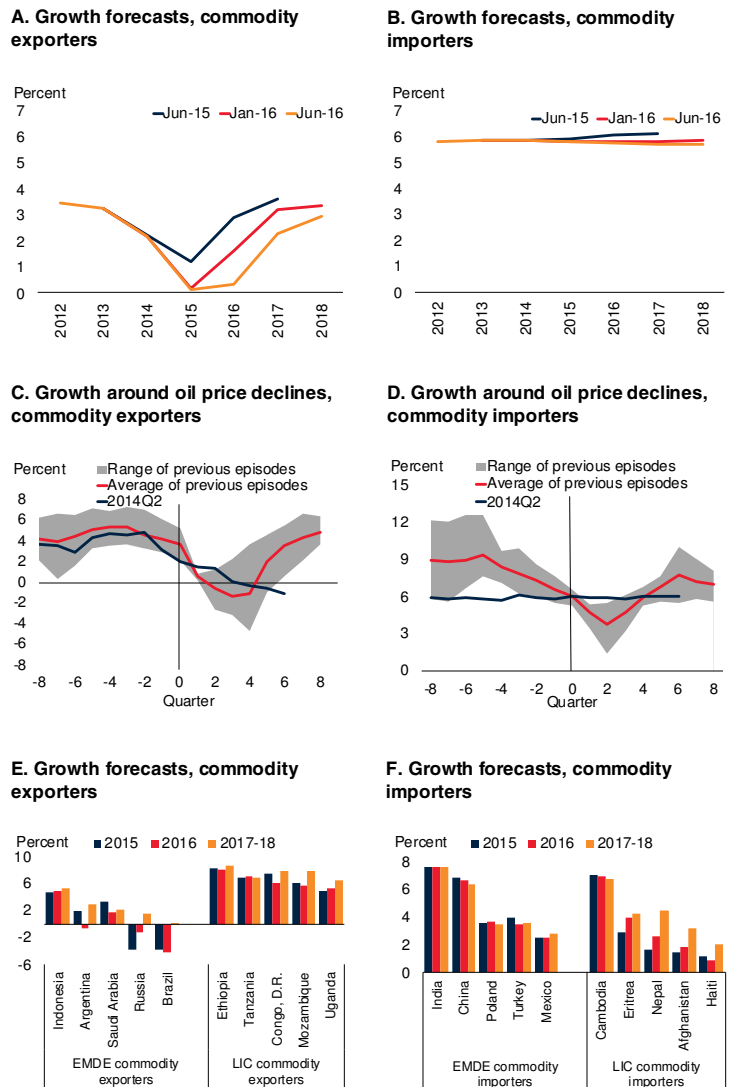 A. Growth forecasts, commodity
exporters
Percent
Jun-15 Jan-16 Jun-16
7
6
5
4
3
2
1
0
2012 2013 2014 2015 2016 2017 2018
B. Growth forecasts, commodity
importers
Percent
Jun-15 Jan-16 Jun-16
7
6
5
4
3
2
1
0
2012 2013 2014 2015 2016 2017 2018
C. Growth around oil price declines,
commodity exporters
Percent
Range of previous episodes
Average of previous episodes
2014Q2
8
6
4
2
0
-2
-4
-6
-8
-8 -6 -4 -2 0 2 4 6 8
Quarter
D. Growth around oil price declines,
commodity importers
Percent
Range of previous episodes
Average of previous episodes
2014Q2
15
12
9
6
3
0
-8 -6 -4 -2 0 2 4 6 8
Quarter
E. Growth forecasts, commodity
exporters
Percent
2015 2016 2017-18
10
6
2
-2
-6
Indonesia Argentina Saudi Arabia Russia Brazil Ethiopia Tanzania Congo, D.R. Mozambique Uganda
EMDE commodity LIC commodity
exporters exporters
F. Growth forecasts, commodity
importers
Percent
2015 2016 2017-18
8
6
4
2
0
India China Poland Turkey Mexico Cambodia Eritrea Nepal Afghanistan Haiti
EMDE commodity LIC commodity
importers importers